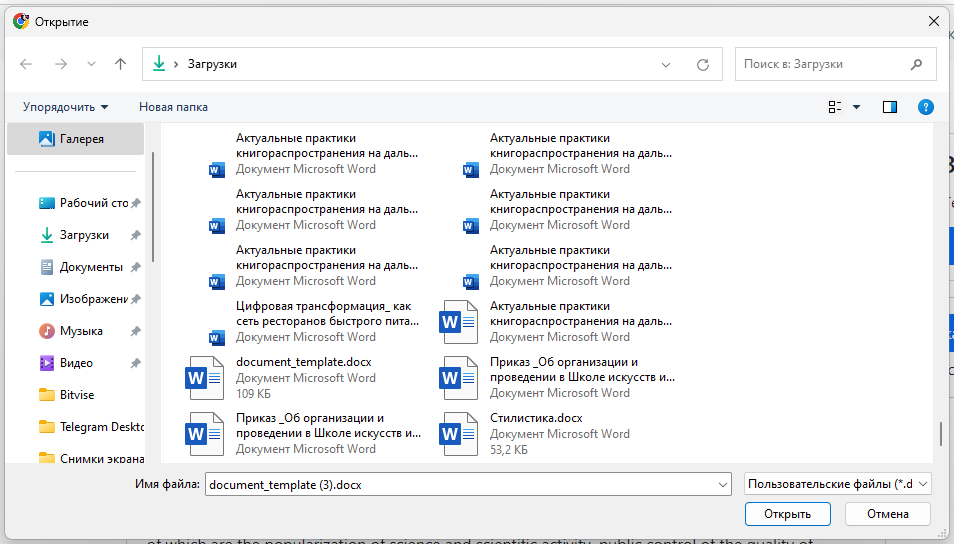 Открытие
Загрузки
Поиск в: Загрузки
Упорядочить
Новая папка
Галерея
Рабочий сто
Загрузки
Документы
Изображени
Музыка
Видео
Bitvise
Telegram Deskto
Снимки экрана
Актуальные практики
книгораспространения на даль...
Документ Microsoft Word
Актуальные практики
книгораспространения на даль...
Документ Microsoft Word
Актуальные практики
книгораспространения на даль...
Документ Microsoft Word
Актуальные практики
книгораспространения на даль...
Документ Microsoft Word
Актуальные практики
книгораспространения на даль...
Документ Microsoft Word
Актуальные практики
книгораспространения на даль...
Документ Microsoft Word
Цифровая трансформация_ как
сеть ресторанов быстрого пита...
Документ Microsoft Word
Актуальные практики
книгораспространения на даль...
Документ Microsoft Word
document_template.docx
Документ Microsoft Word
109 КБ
Приказ _Об организации и
проведении в Школе искусств и...
Документ Microsoft Word
Приказ _Об организации и
проведении в Школе искусств и...
Документ Microsoft Word
Стилистика.docx
Документ Microsoft Word
53,2 КБ
Имя файла:
document_template (3).docx
Пользовательские файлы (*.d
Открыть
Отмена
of which are the popularization of science and scientific activity, public control of the quality of